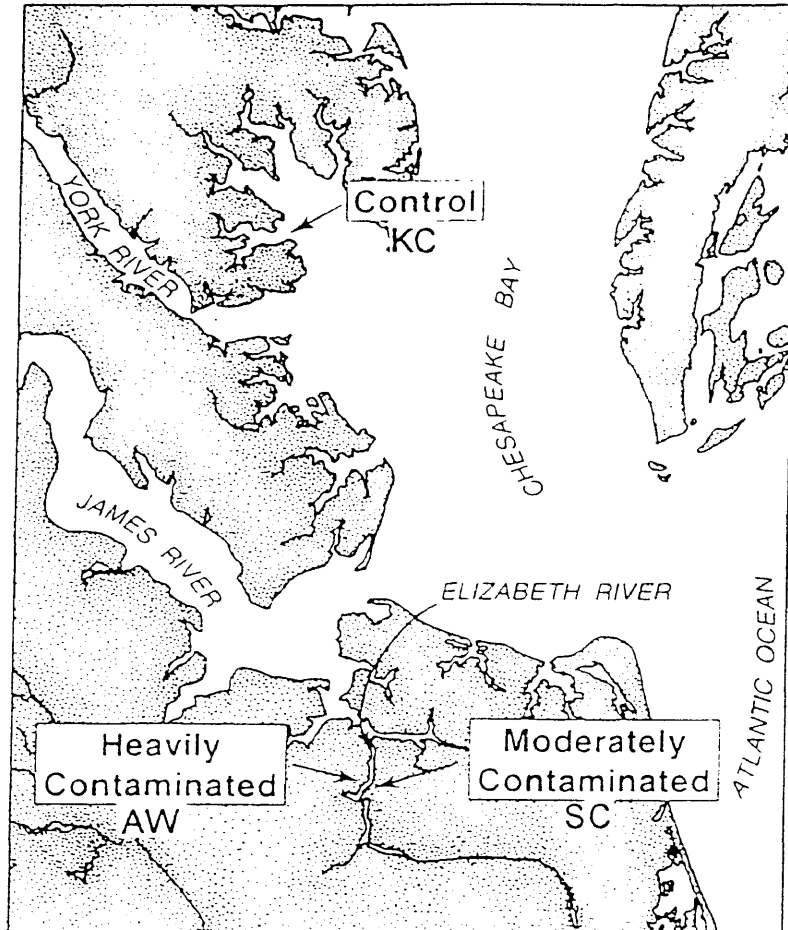 Control
KC
YORK RIVER
CHESAPEAKE BAY
JAMES RIVER
ELIZABETH RIVER
ATLANTIC OCEAN
Heavily
Contaminated
AW
Moderately
Contaminated
SC